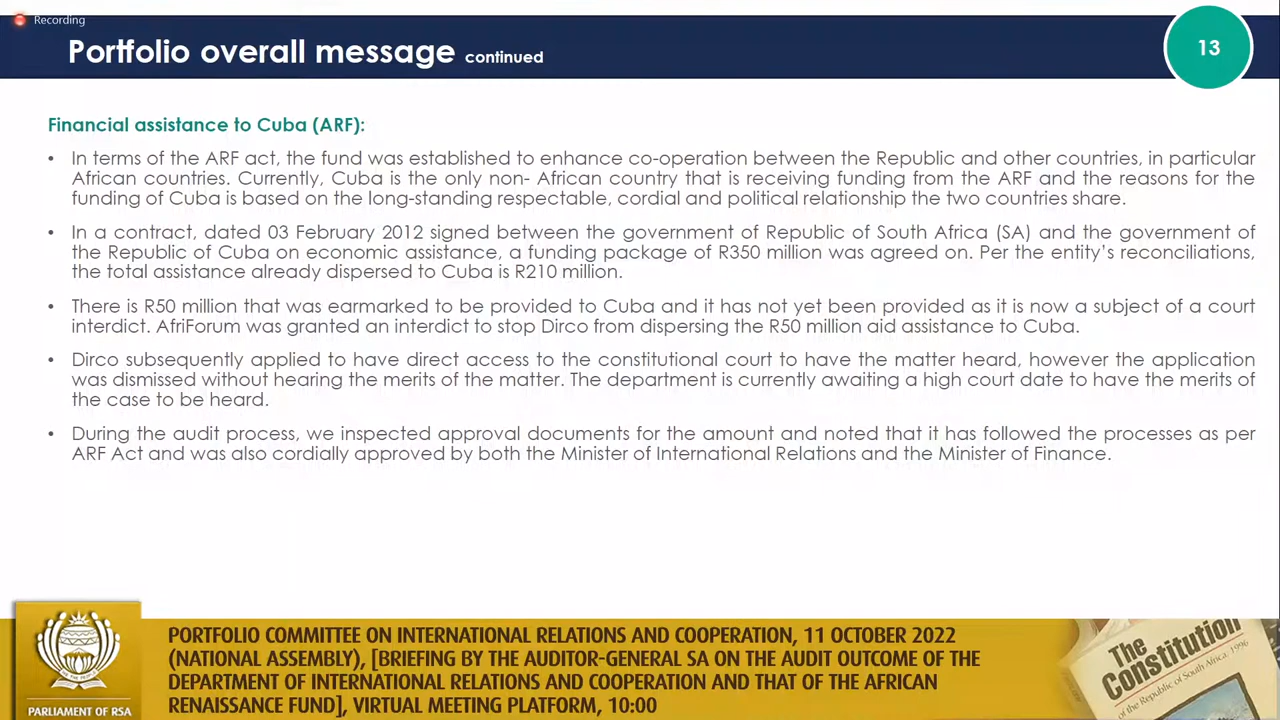 Recording
Portfolio overall message continued
13
Financial assistance to Cuba (ARF):
• In terms of the ARF act, the fund was established to enhance co-operation between the Republic and other countries, in particular
African countries. Currently, Cuba is the only non- African country that is receiving funding from the ARF and the reasons for the
funding of Cuba is based on the long-standing respectable, cordial and political relationship the two countries share.
• In a contract, dated 03 February 2012 signed between the government of Republic of South Africa (SA) and the government of
the Republic of Cuba on economic assistance, a funding package of R350 million was agreed on. Per the entity's reconciliations,
the total assistance already dispersed to Cuba is R210 million.
• There is R50 million that was earmarked to be provided to Cuba and it has not yet been provided as it is now a subject of a court
interdict. AfriForum was granted an interdict to stop Dirco from dispersing the R50 million aid assistance to Cuba.
• Dirco subsequently applied to have direct access to the constitutional court to have the matter heard, however the application
was dismissed without hearing the merits of the matter. The department is currently awaiting a high court date to have the merits of
the case to be heard.
• During the audit process, we inspected approval documents for the amount and noted that it has followed the processes as per
ARF Act and was also cordially approved by both the Minister of International Relations and the Minister of Finance.
PORTFOLIO COMMITTEE ON INTERNATIONAL RELATIONS AND COOPERATION, 11 OCTOBER 2022
(NATIONAL ASSEMBLY), [BRIEFING BY THE AUDITOR-GENERAL SA ON THE AUDIT OUTCOME OF THE
DEPARTMENT OF INTERNATIONAL RELATIONS AND COOPERATION AND THAT OF THE AFRICAN
RENAISSANCE FUND], VIRTUAL MEETING PLATFORM, 10:00
PARLIAMENT OF RSA
The
Constitution
of the Republic of South Africa, 1996